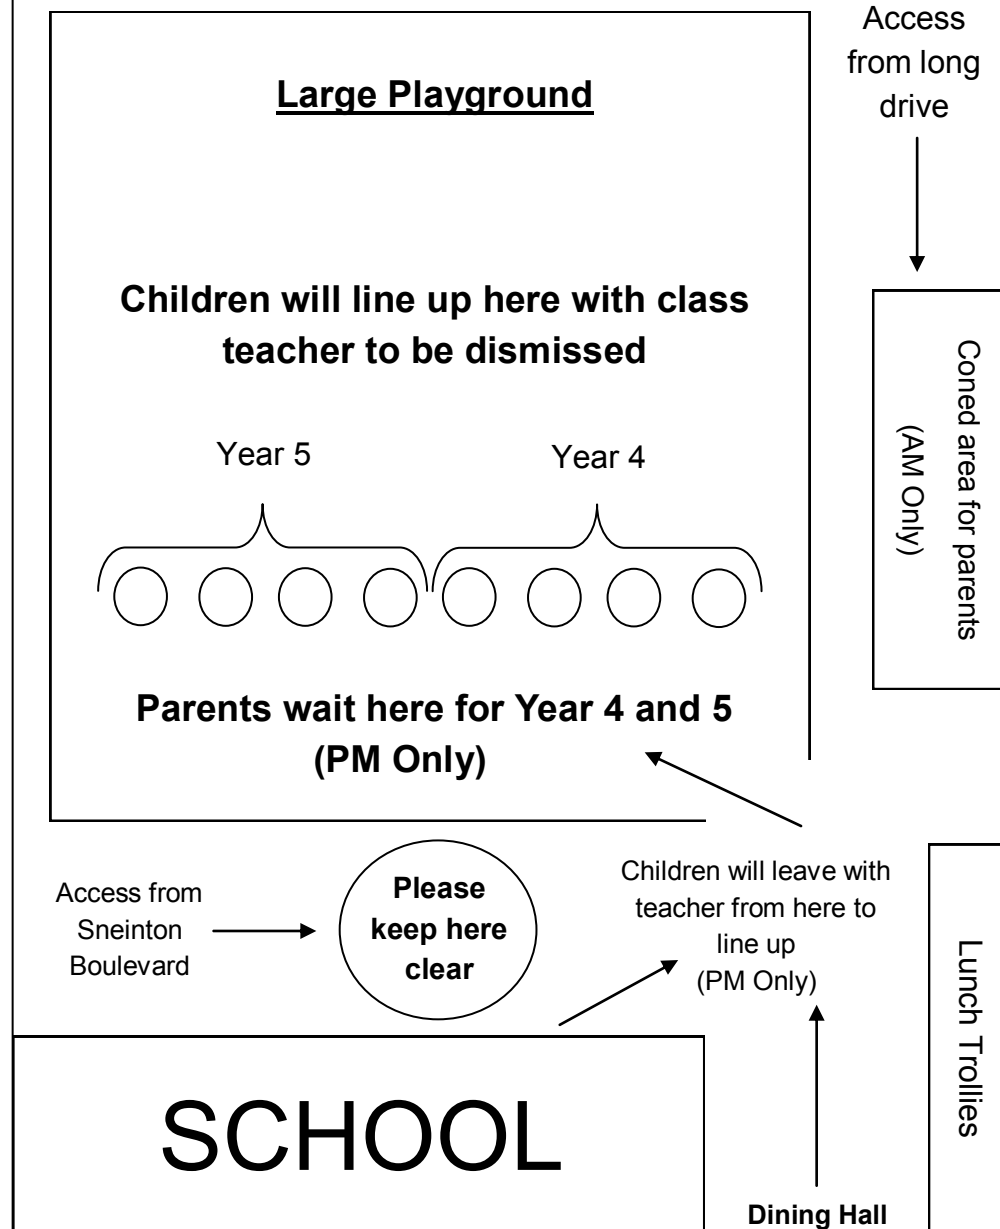 Access
from long
drive
Large Playground
Children will line up here with class
teacher to be dismissed
Year 5
Year 4
Coned area for parents
(AM Only)
Parents wait here for Year 4 and 5
(PM Only)
Access from
Sneinton
Boulevard
Please
keep here
clear
Children will leave with
teacher from here to
line up
(PM Only)
Lunch Trollies
SCHOOL
Dining Hall